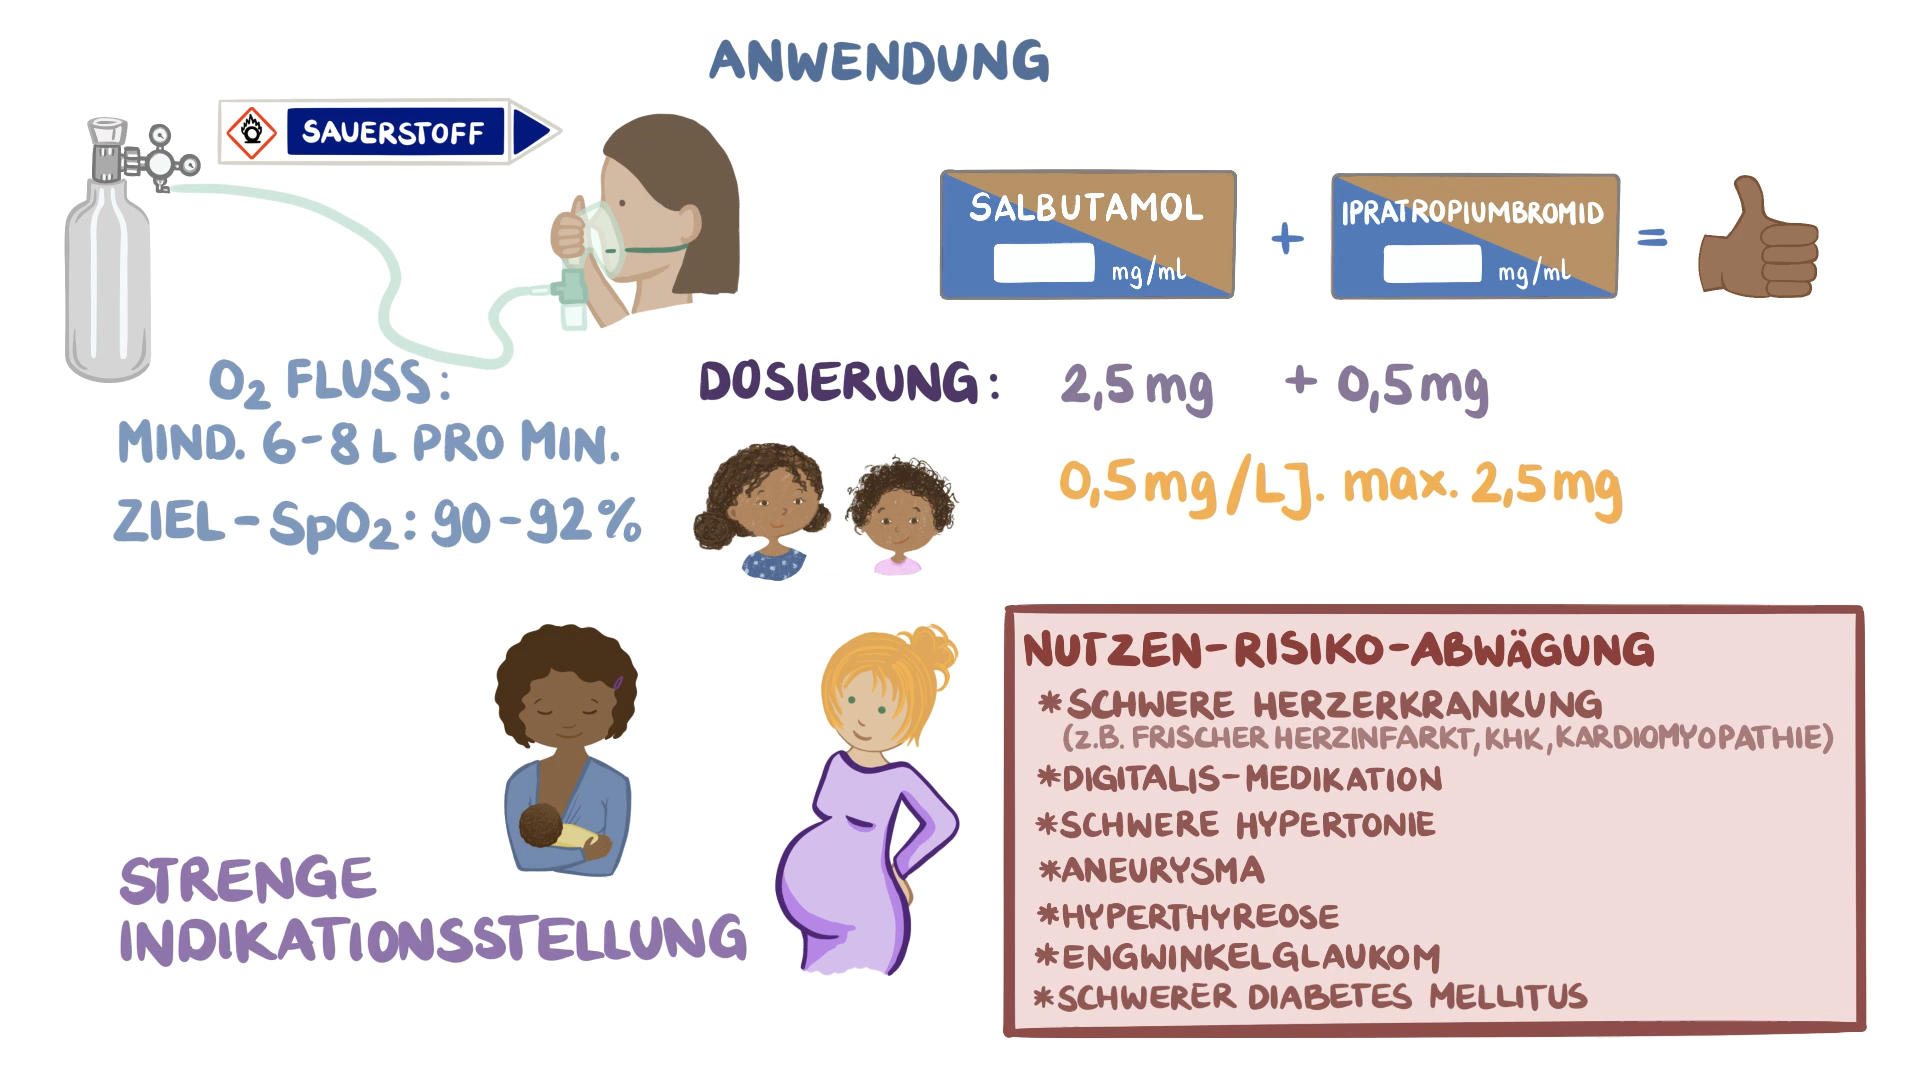 ANWENDUNG
SAUERSTOFF
SALBUTAMOL
mg/ml
+
IPRATROPIUMBROMID
mg/ml
=
O₂ FLUSS:
MIND. 6-8 L PRO MIN.
ZIEL-SpO₂: 90-92%
DOSIERUNG: 2,5 mg + 0,5 mg
0,5 mg/LJ. max. 2,5 mg
STRENGE
INDIKATIONSSTELLUNG
NUTZEN-RISIKO-ABWÄGUNG
*SCHWERE HERZERKRANKUNG
(Z.B. FRISCHER HERZINFARKT, KHK, KARDIOMYOPATHIE)
*DIGITALIS-MEDIKATION
*SCHWERE HYPERTONIE
*ANEURYSMA
*HYPERTHYREOSE
*ENGWINKELGLAUKOM
*SCHWERER DIABETES MELLITUS